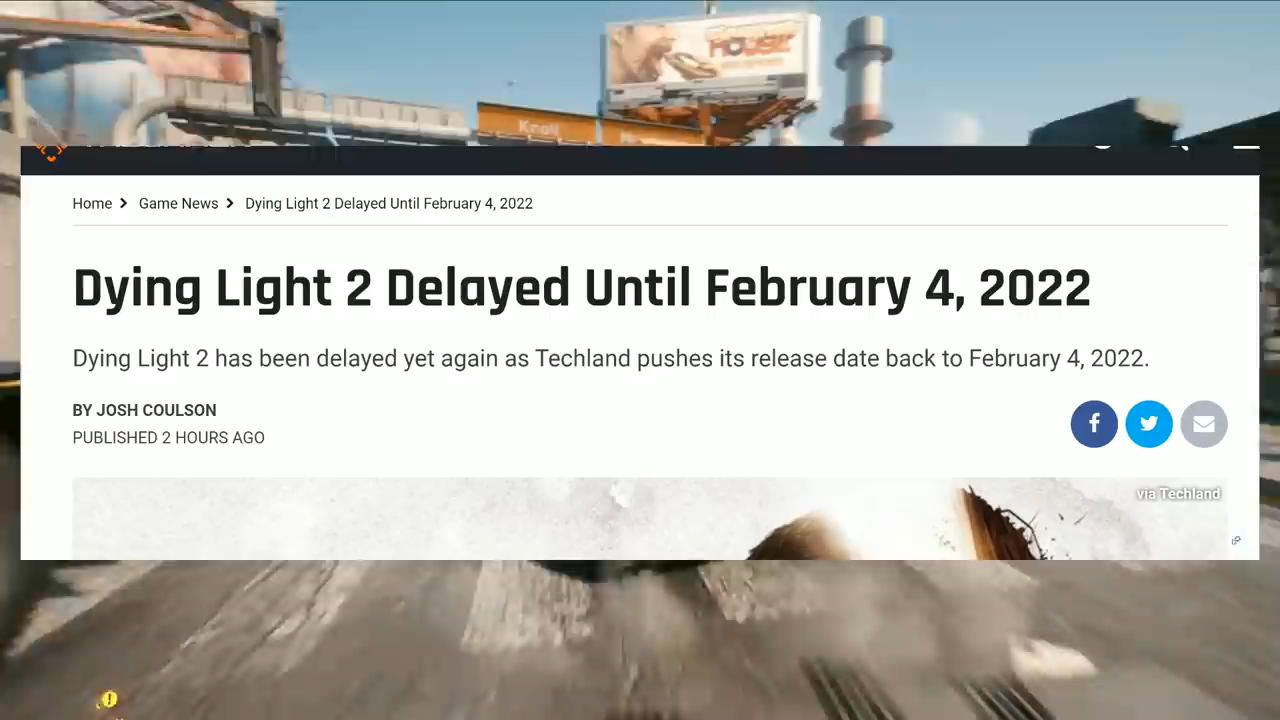 HOUSE
Knoll
Home
Game News
Dying Light 2 Delayed Until February 4, 2022
Dying Light 2 Delayed Until February 4, 2022
Dying Light 2 has been delayed yet again as Techland pushes its release date back to February 4, 2022.
BY JOSH COULSON
PUBLISHED 2 HOURS AGO
via Techland